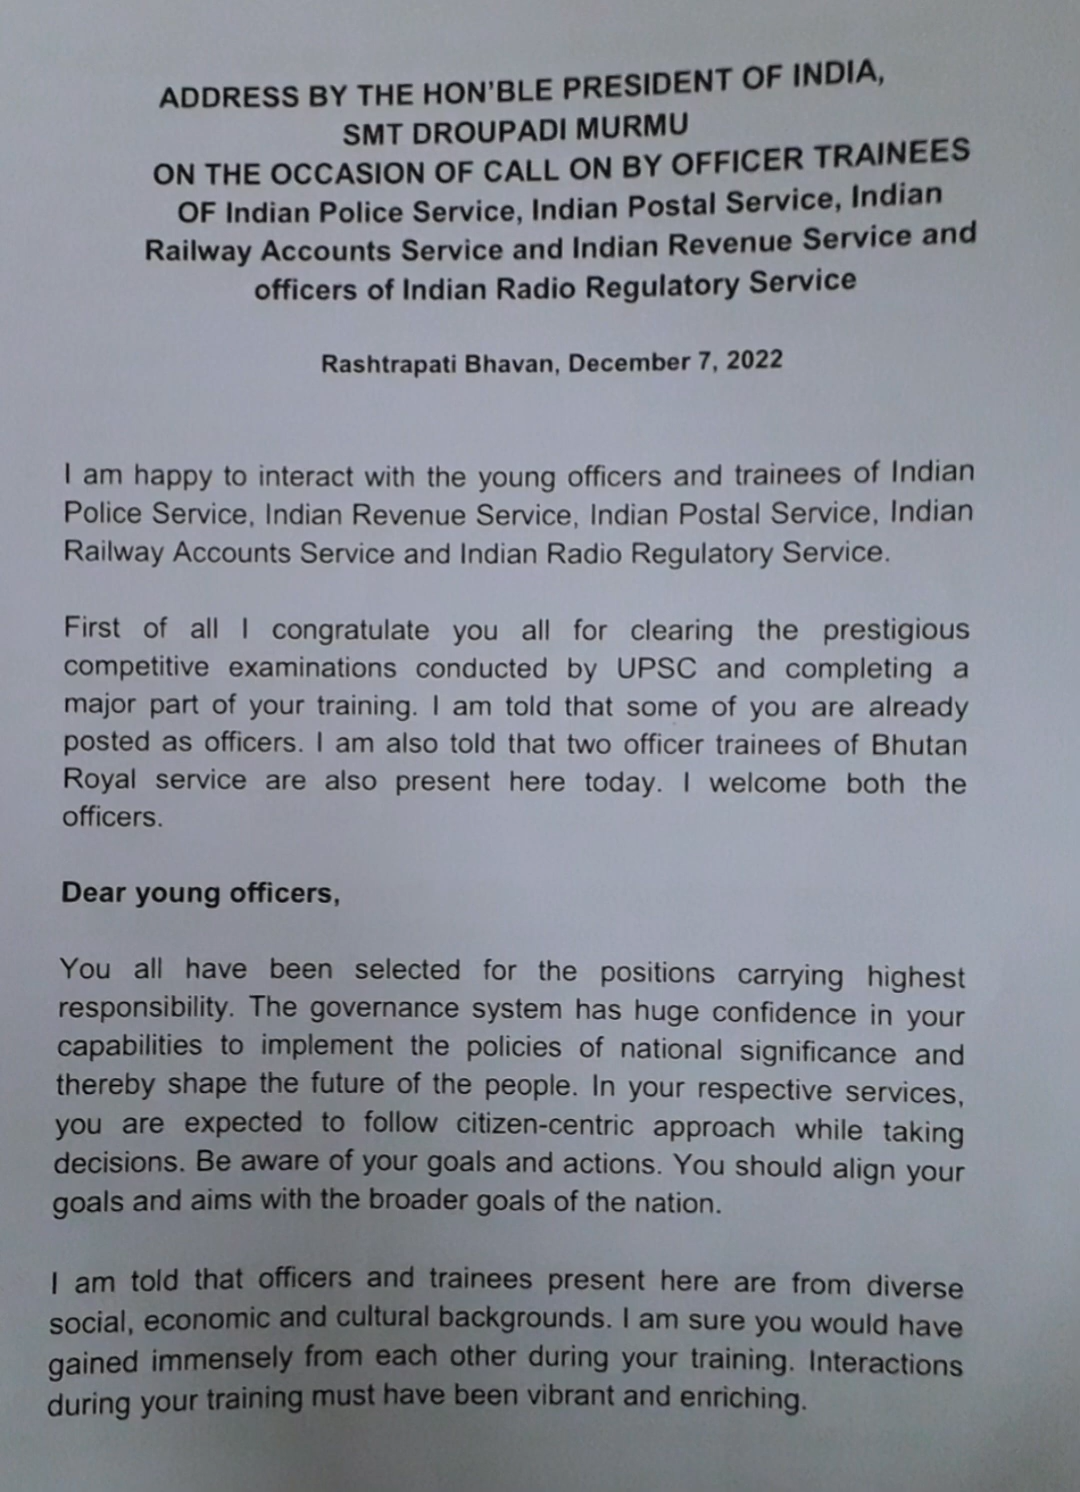 ADDRESS BY THE HON'BLE PRESIDENT OF INDIA,
SMT DROUPADI MURMU
ON THE OCCASION OF CALL ON BY OFFICER TRAINEES
OF Indian Police Service, Indian Postal Service, Indian
Railway Accounts Service and Indian Revenue Service and
officers of Indian Radio Regulatory Service
Rashtrapati Bhavan, December 7, 2022
I am happy to interact with the young officers and trainees of Indian
Police Service, Indian Revenue Service, Indian Postal Service, Indian
Railway Accounts Service and Indian Radio Regulatory Service.
First of all I congratulate you all for clearing the prestigious
competitive examinations conducted by UPSC and completing a
major part of your training. I am told that some of you are already
posted as officers. I am also told that two officer trainees of Bhutan
Royal service are also present here today. I welcome both the
officers.
Dear young officers,
You all have been selected for the positions carrying highest
responsibility. The governance system has huge confidence in your
capabilities to implement the policies of national significance and
thereby shape the future of the people. In your respective services,
you are expected to follow citizen-centric approach while taking
decisions. Be aware of your goals and actions. You should align your
goals and aims with the broader goals of the nation.
I am told that officers and trainees present here are from diverse
social, economic and cultural backgrounds. I am sure you would have
gained immensely from each other during your training. Interactions
during your training must have been vibrant and enriching.